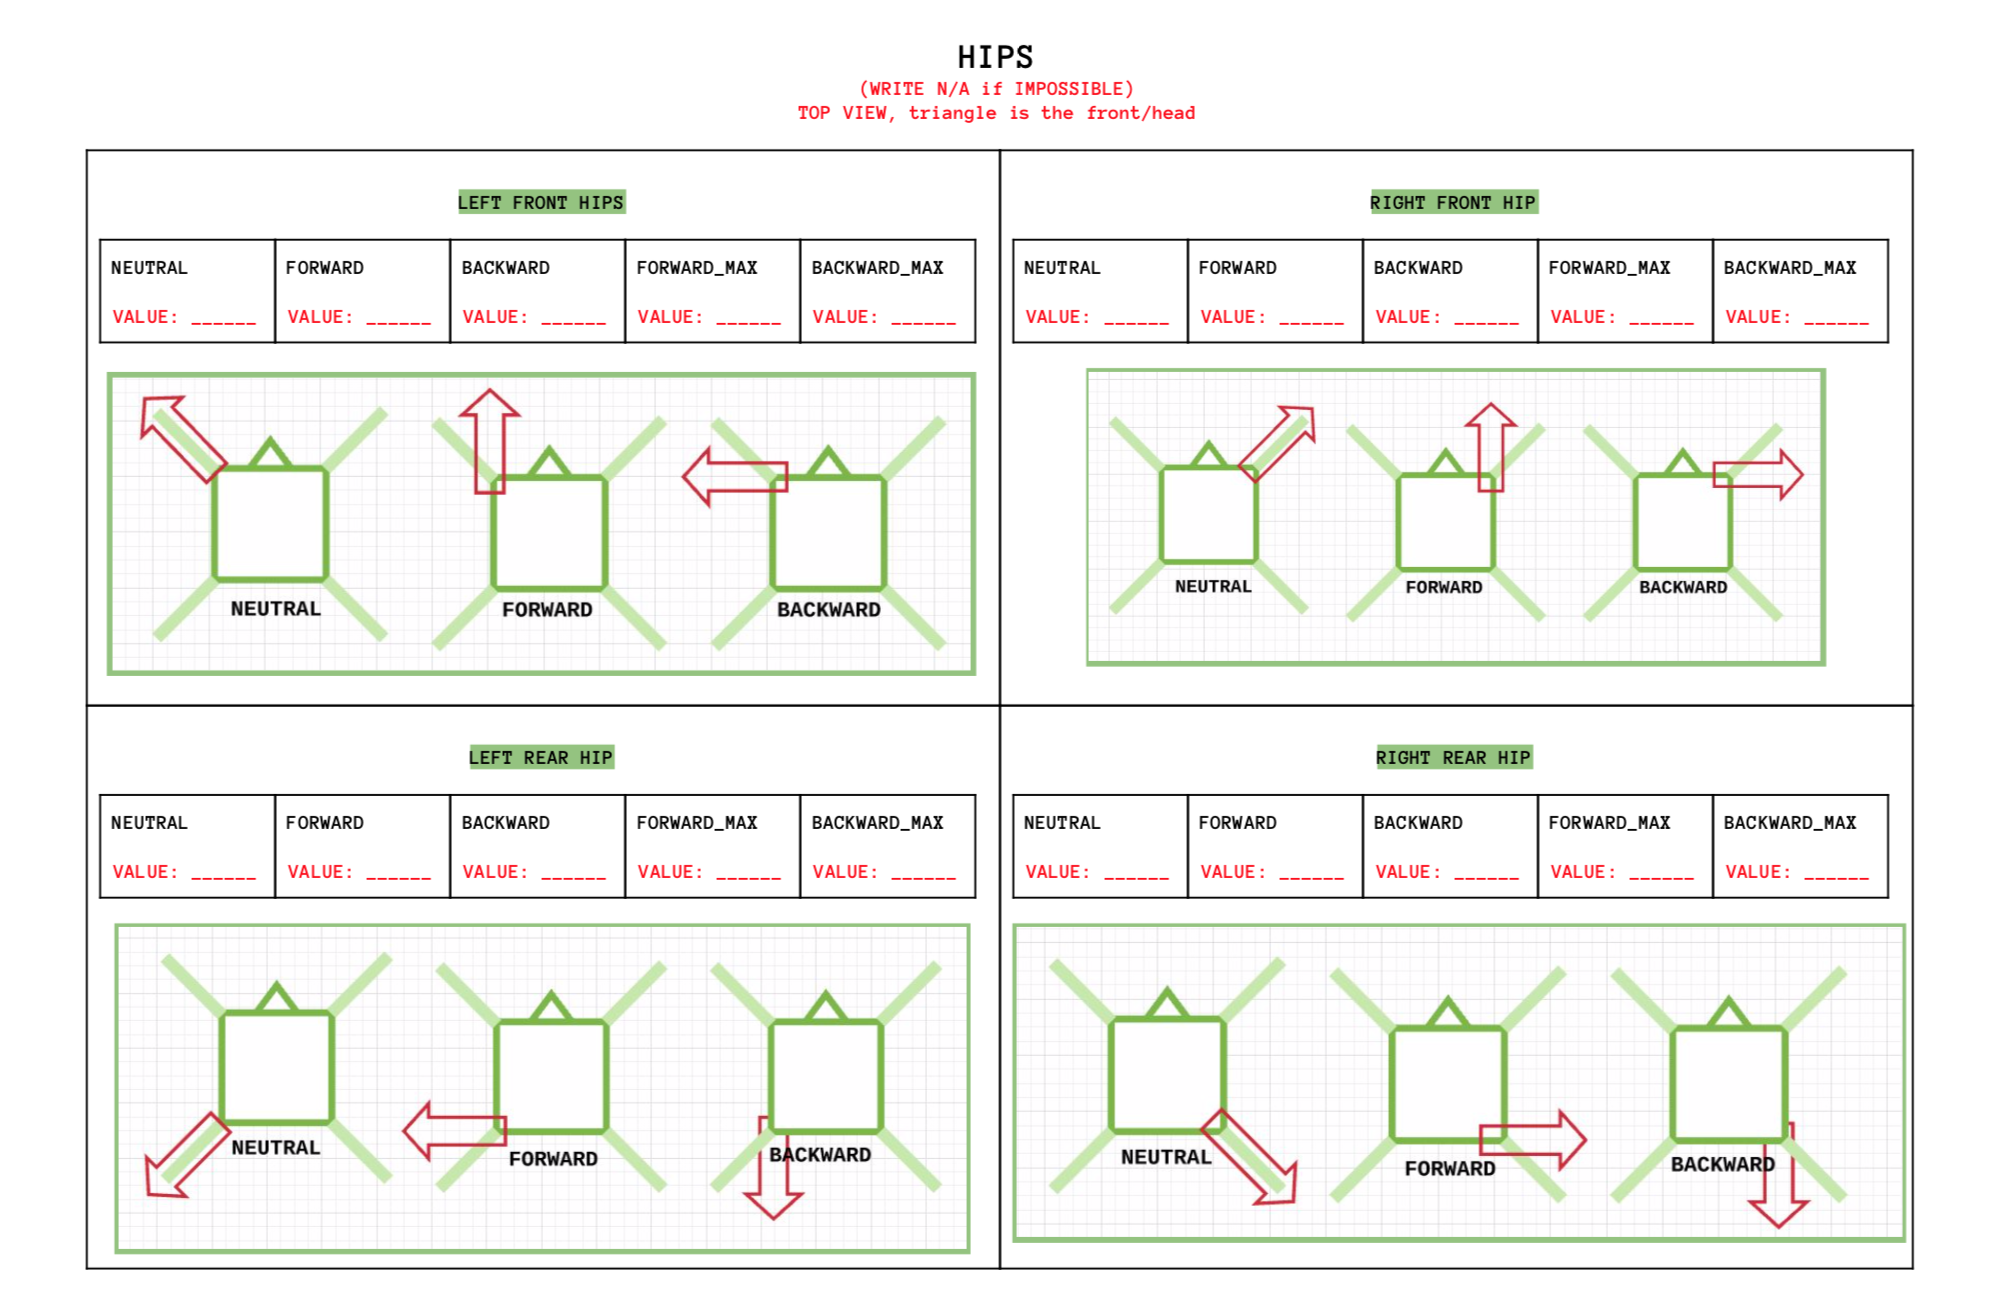 HIPS
(WRITE N/A if IMPOSSIBLE)
TOP VIEW, triangle is the front/head
LEFT FRONT HIPS
NEUTRAL FORWARD BACKWARD FORWARD_MAX BACKWARD_MAX
VALUE: ______ VALUE: ______ VALUE: ______ VALUE: ______ VALUE: ______
NEUTRAL FORWARD BACKWARD
RIGHT FRONT HIP
NEUTRAL FORWARD BACKWARD FORWARD_MAX BACKWARD_MAX
VALUE: ______ VALUE: ______ VALUE: ______ VALUE: ______ VALUE: ______
NEUTRAL FORWARD BACKWARD
LEFT REAR HIP
NEUTRAL FORWARD BACKWARD FORWARD_MAX BACKWARD_MAX
VALUE: ______ VALUE: ______ VALUE: ______ VALUE: ______ VALUE: ______
NEUTRAL FORWARD BACKWARD
RIGHT REAR HIP
NEUTRAL FORWARD BACKWARD FORWARD_MAX BACKWARD_MAX
VALUE: ______ VALUE: ______ VALUE: ______ VALUE: ______ VALUE: ______
NEUTRAL FORWARD BACKWARD